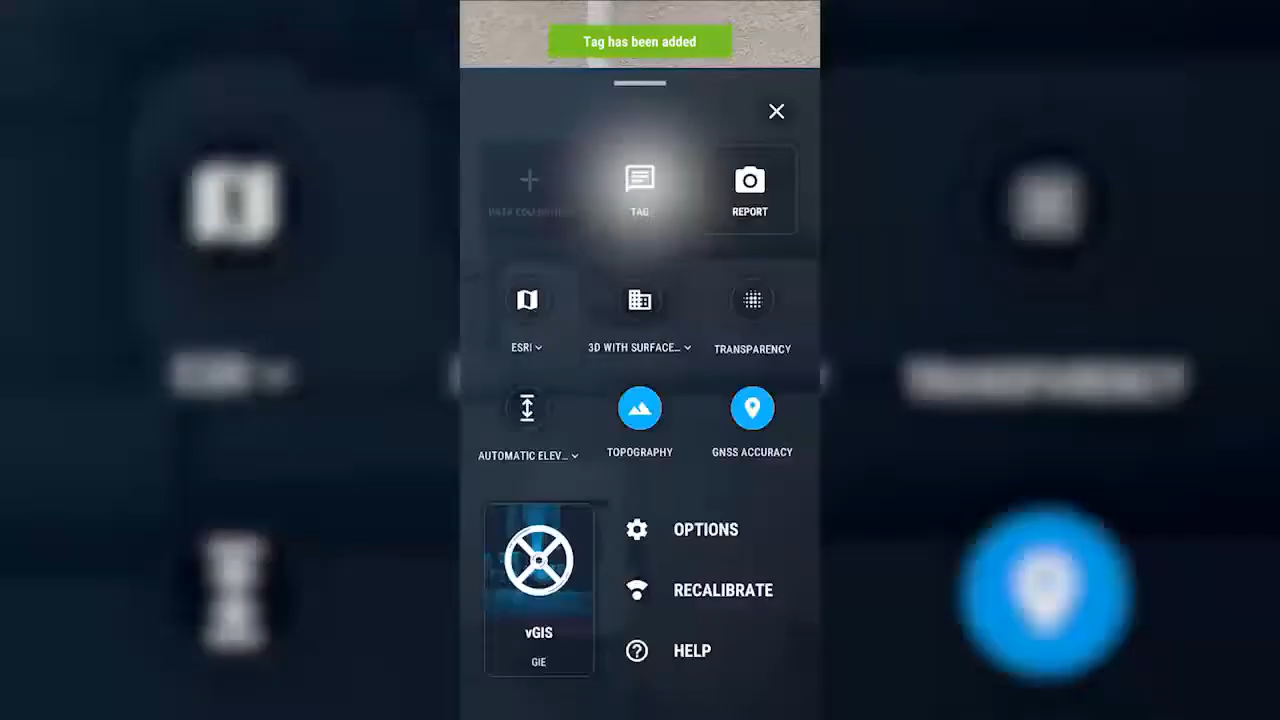 Tag has been added
TAG
REPORT
ESRI
3D WITH SURFACE...
TRANSPARENCY
AUTOMATIC ELEV...
TOPOGRAPHY
GNSS ACCURACY
OPTIONS
RECALIBRATE
HELP
vGIS
GIE